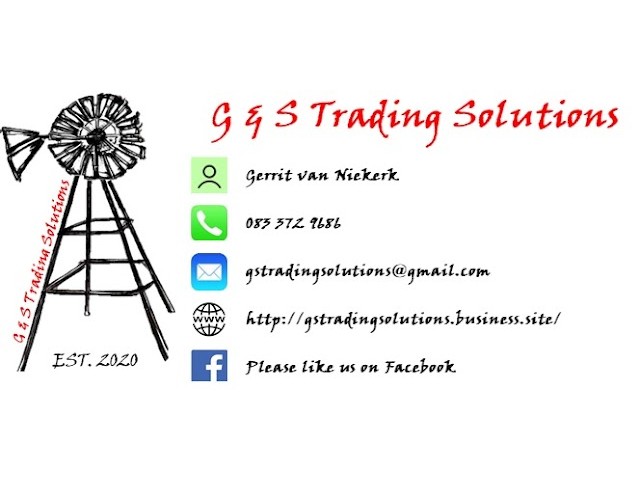 G & S Trading Solutions
Gerrit van Niekerk
083 372 9686
gstradingsolutions@gmail.com
WWW
http://gstradingsolutions.business.site/
Please like us on Facebook
G & S Trading Solutions
EST. 2020